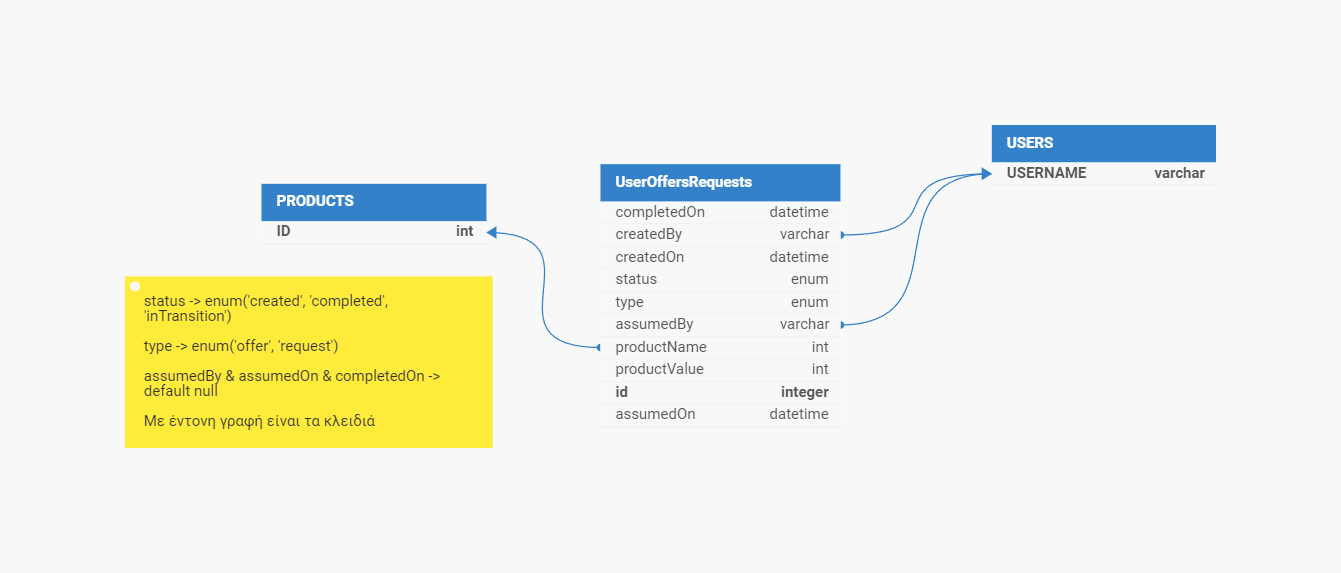 PRODUCTS
ID int
status -> enum('created', 'completed',
'inTransition')
type -> enum('offer', 'request')
assumedBy & assumedOn & completedOn ->
default null
Με έντονη γραφή είναι τα κλειδιά
UserOffersRequests
completedOn datetime
createdBy varchar
createdOn datetime
status enum
type enum
assumedBy varchar
productName int
productValue int
id integer
assumedOn datetime
USERS
USERNAME varchar